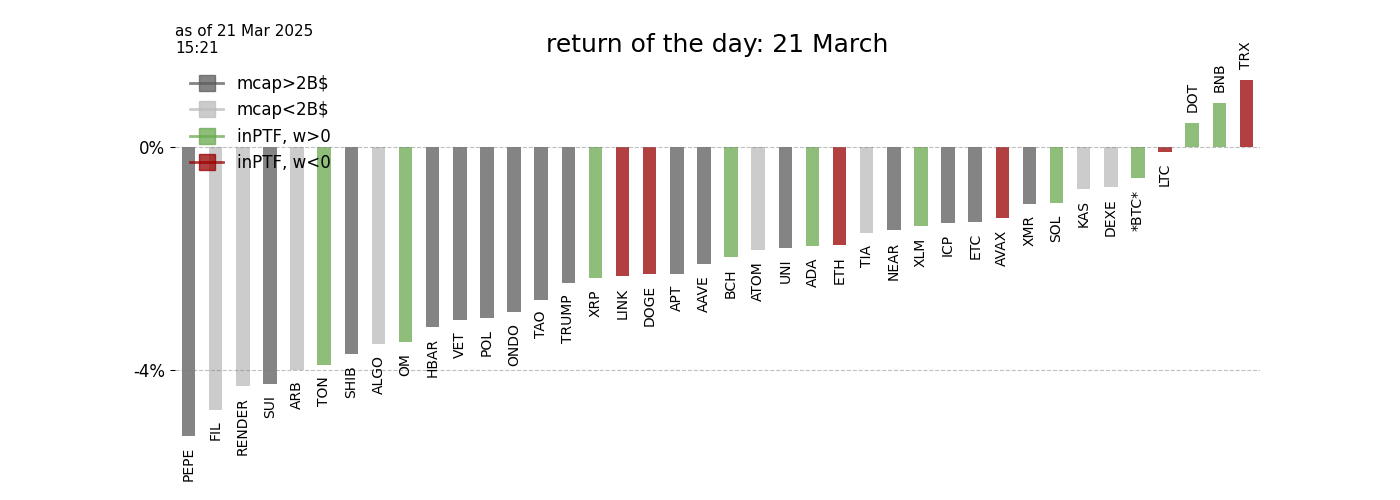 as of 21 Mar 2025
15:21
return of the day: 21 March
mcap>2B$
mcap<2B$
inPTF, w>0
inPTF, w<0
0%
-4%
PEPE
FIL
RENDER
SUI
ARB
TON
SHIB
ALGO
OM
HBAR
VET
POL
ONDO
TAO
TRUMP
XRP
LINK
DOGE
APT
AAVE
BCH
ATOM
UNI
ADA
ETH
TIA
NEAR
XLM
ICP
ETC
AVAX
XMR
SOL
KAS
DEXE
*BTC*
LTC
DOT
BNB
TRX